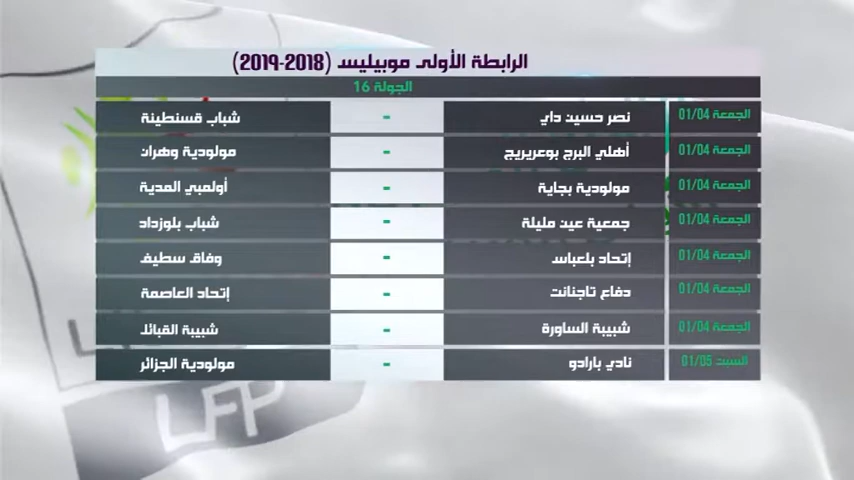 الرابطة الأولى موبيليس (2018-2019)
الجولة 16
الجمعة 01/04 نصر حسين داي - شباب قسنطينة
الجمعة 01/04 أهلي البرج بوعريريج - مولودية وهران
الجمعة 01/04 مولودية بجاية - أولمبي المدية
الجمعة 01/04 جمعية عين مليلة - شباب بلوزداد
الجمعة 01/04 إتحاد بلعباس - وفاق سطيف
الجمعة 01/04 دفاع تاجنانت - إتحاد العاصمة
الجمعة 01/04 شبيبة الساورة - شبيبة القبائل
السبت 01/05 نادي بارادو - مولودية الجزائر
LFP